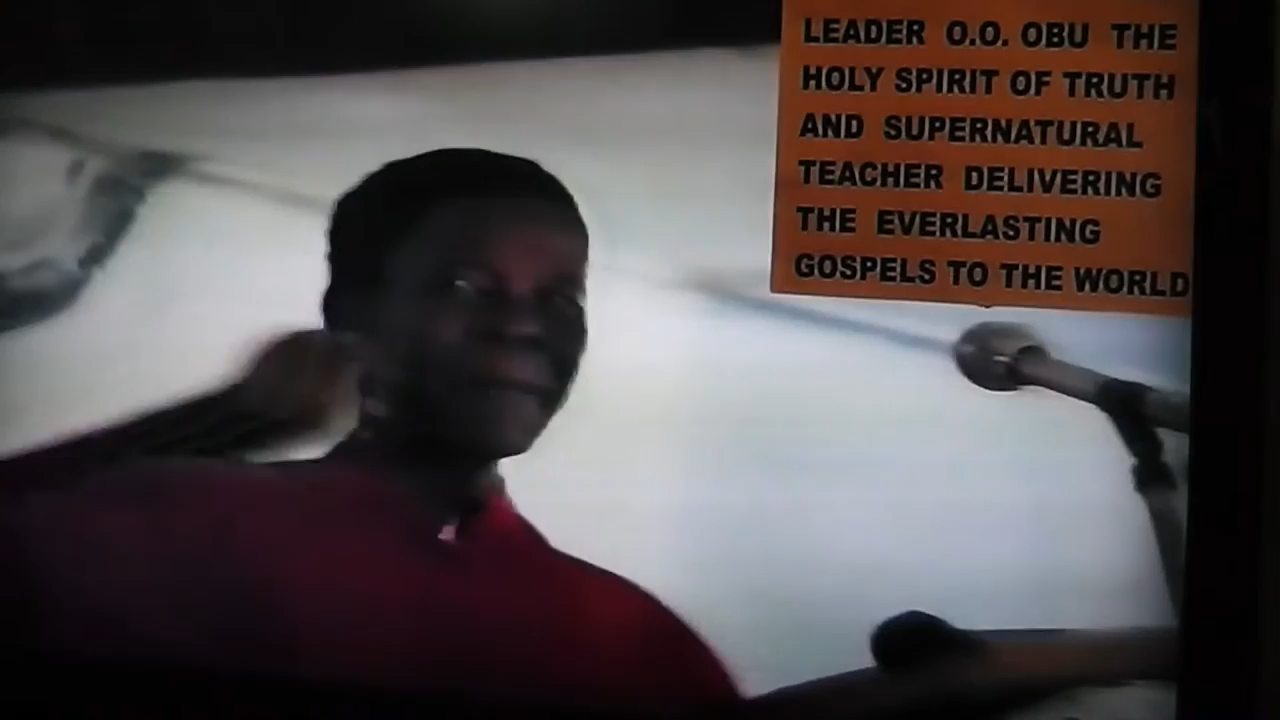 LEADER O.O. OBU THE
HOLY SPIRIT OF TRUTH
AND SUPERNATURAL
TEACHER DELIVERING
THE EVERLASTING
GOSPELS TO THE WORLD